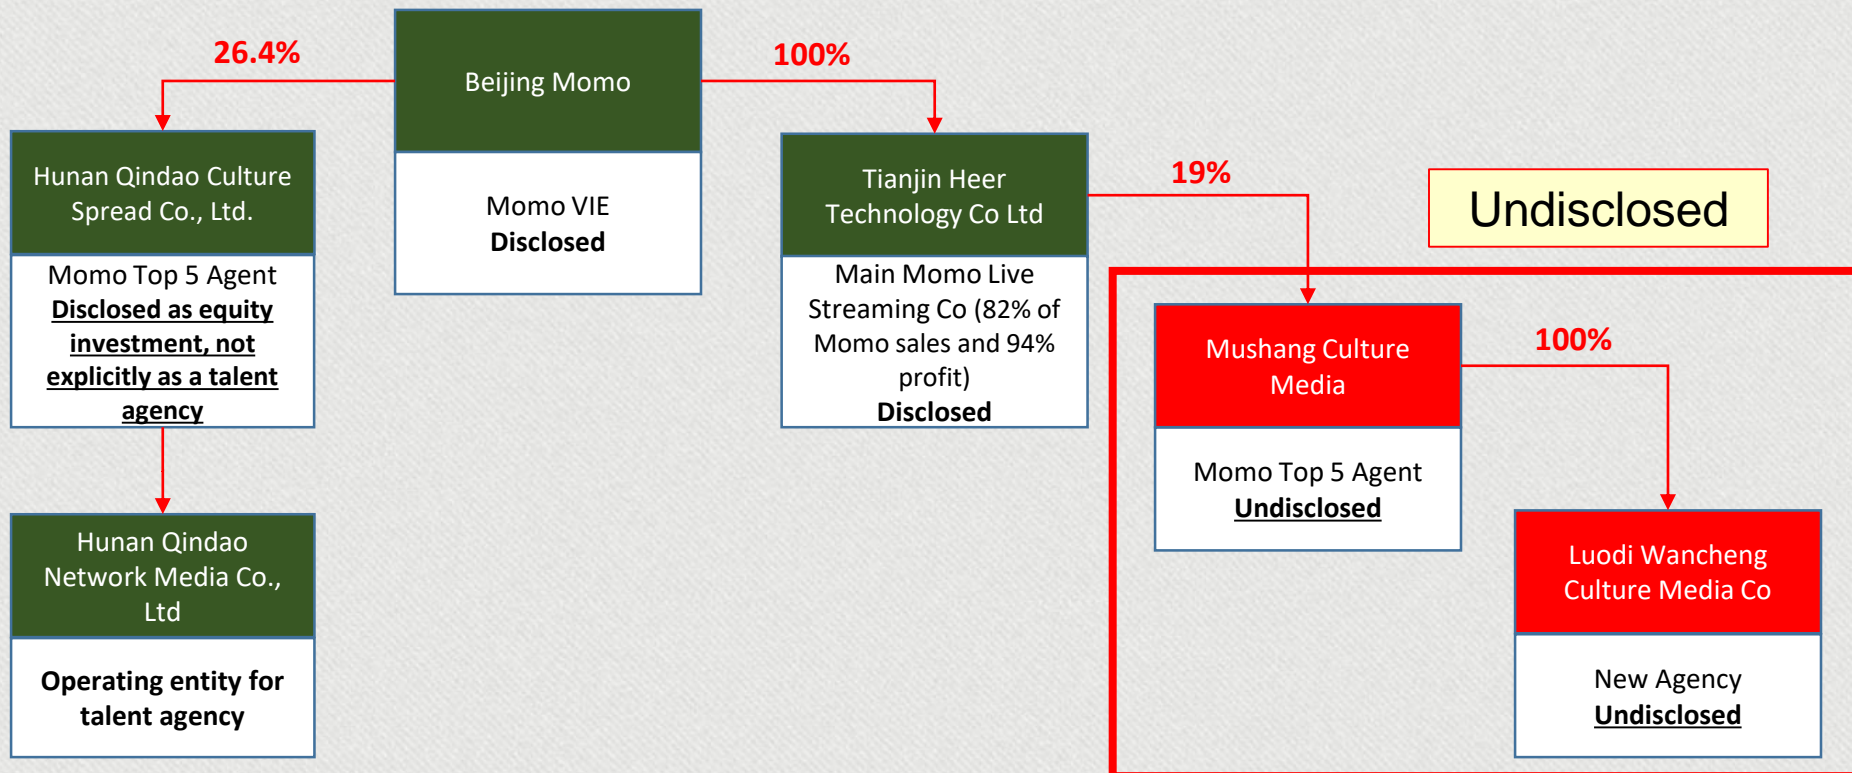 26.4%
Beijing Momo
100%
Momo VIE
Disclosed
Hunan Qindao Culture
Spread Co., Ltd.
Momo Top 5 Agent
Disclosed as equity
investment, not
explicitly as a talent
agency
Hunan Qindao
Network Media Co.,
Ltd
Operating entity for
talent agency
Tianjin Heer
Technology Co Ltd
Main Momo Live
Streaming Co (82% of
Momo sales and 94%
profit)
Disclosed
19%
Undisclosed
Mushang Culture
Media
Momo Top 5 Agent
Undisclosed
100%
Luodi Wancheng
Culture Media Co
New Agency
Undisclosed